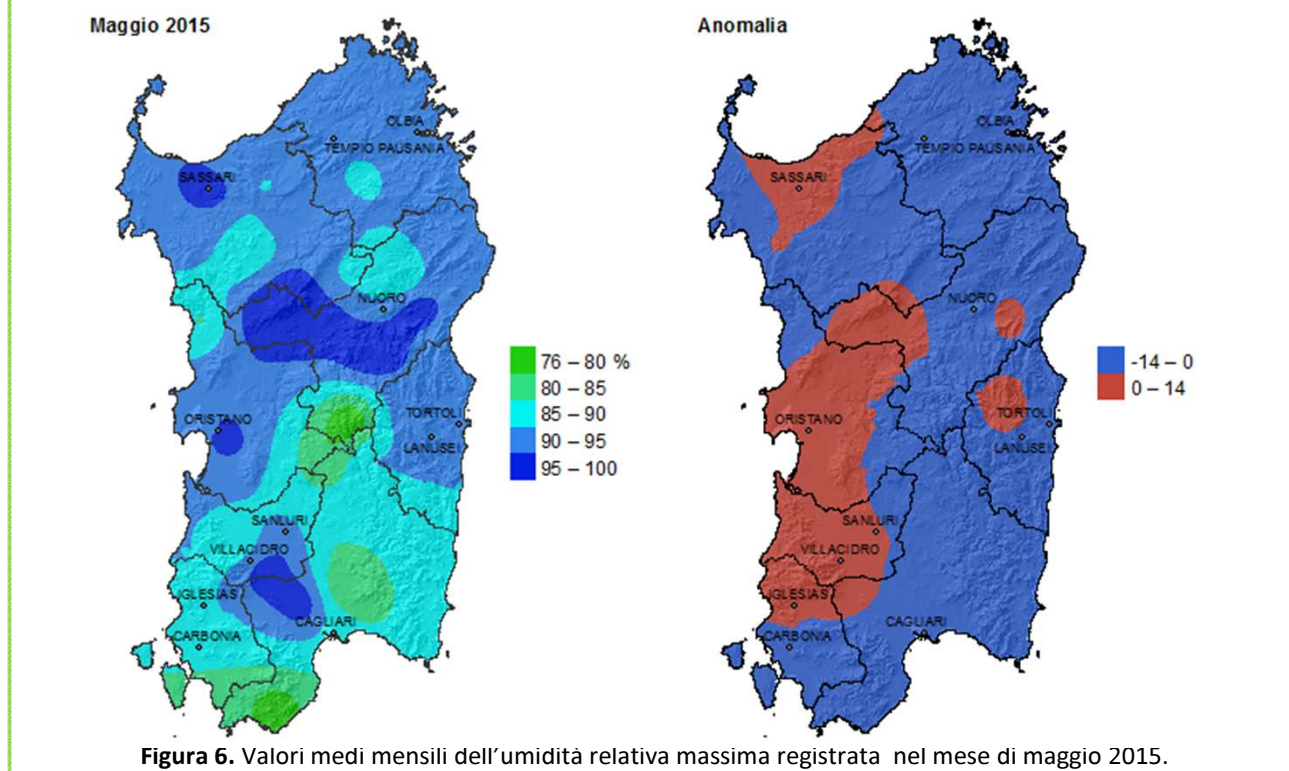 Maggio 2015
OLBIA
TEMPIO PAUSANIA
SASSARI
NUORO
ORISTANO
TORTOLI
LANUSEI
SANLURI
VILLACIDRO
IGLESIAS
CAGLIARI
CARBONIA
76 – 80 %
80 – 85
85 – 90
90 – 95
95 – 100
Anomalia
OLBIA
TEMPIO PAUSANIA
SASSARI
NUORO
ORISTANO
TORTOLI
LANUSEI
SANLURI
VILLACIDRO
IGLESIAS
CAGLIARI
CARBONIA
-14 – 0
0 – 14
Figura 6. Valori medi mensili dell'umidità relativa massima registrata nel mese di maggio 2015.